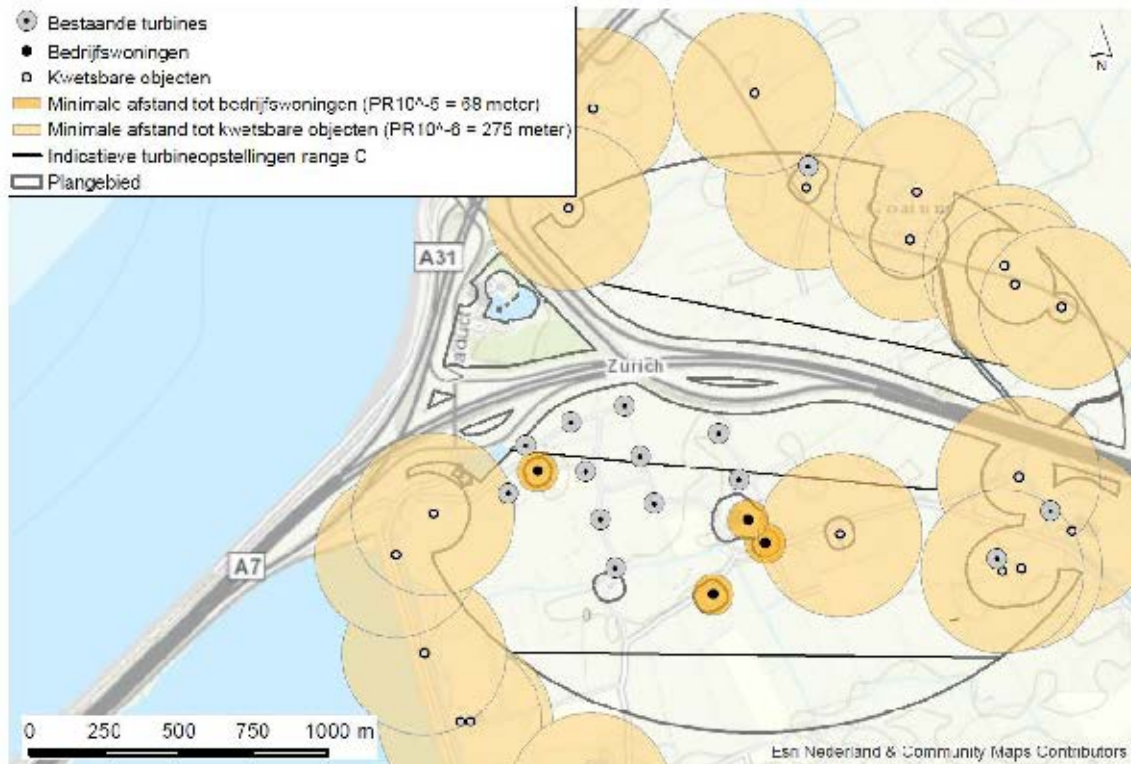 Bestaande turbines
Bedrijfswoningen
Kwetsbare objecten
Minimale afstand tot bedrijfswoningen (PR10^-5 = 68 meter)
Minimale afstand tot kwetsbare objecten (PR10^-6 = 275 meter)
Indicatieve turbineopstellingen range C
Plangebied
N
A31
Viaduct
Zurich
A7
0 250 500 750 1000 m
Esri Nederland & Community Maps Contributors